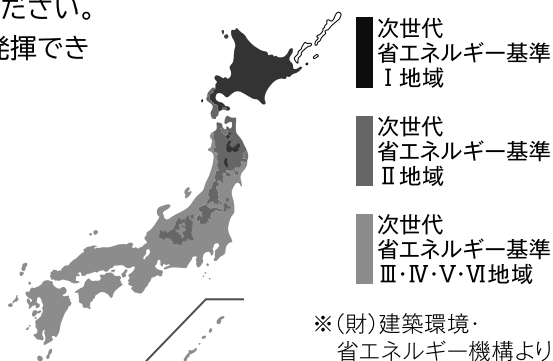 ださい。
発揮でき
次世代
省エネルギー基準
Ⅰ地域
次世代
省エネルギー基準
Ⅱ地域
次世代
省エネルギー基準
Ⅲ・Ⅳ・Ⅴ・Ⅵ地域
※（財）建築環境・
省エネルギー機構より